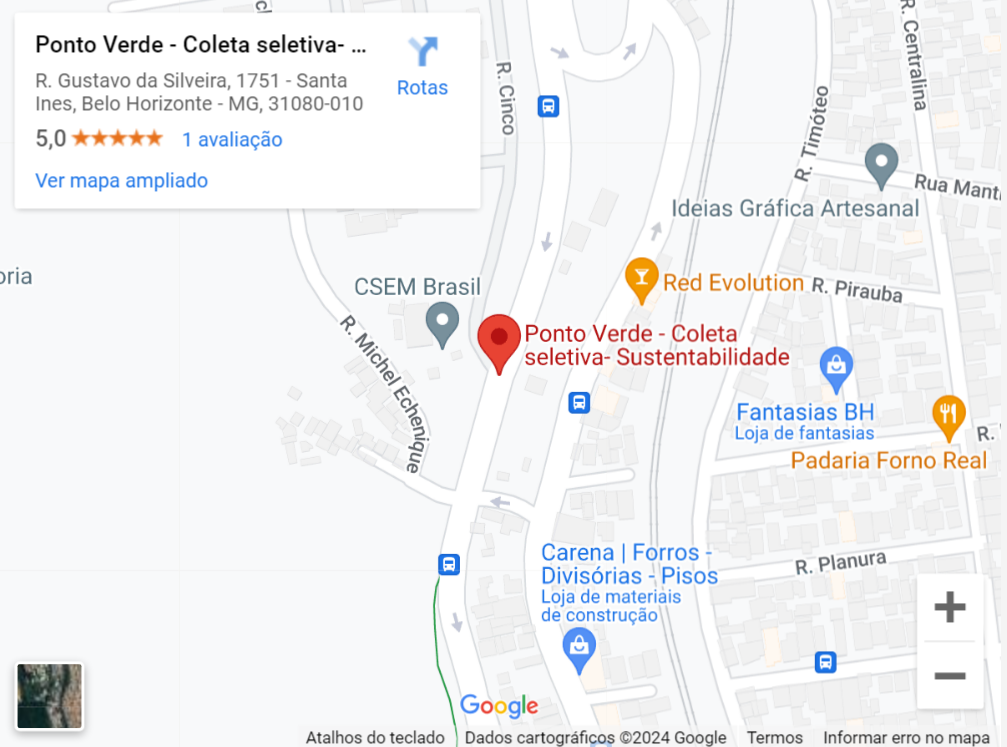 Ponto Verde - Coleta seletiva- ...
R. Gustavo da Silveira, 1751 - Santa
Ines, Belo Horizonte - MG, 31080-010
5,0
1 avaliação
Ver mapa ampliado
Rotas
R. Cinco
R. Timóteo
R. Centralina
Rua Manti
Ideias Gráfica Artesanal
oria
CSEM Brasil
Red Evolution
R. Pirauba
R. Michel Echenique
Ponto Verde - Coleta
seletiva- Sustentabilidade
Fantasias BH
Loja de fantasias
R.
Padaria Forno Real
Carena | Forros -
Divisórias - Pisos
Loja de materiais
de construção
R. Planura
+
−
Google
Atalhos do teclado
Dados cartográficos ©2024 Google
Termos
Informar erro no mapa